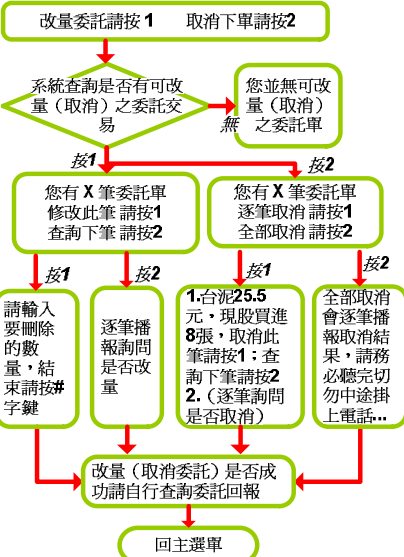 改量委託請按 1 取消下單請按2
系統查詢是否有可改
量（取消）之委託交
易
無
您並無可改
量（取消）
之委託單
按1
按2
您有 X 筆委託單
修改此筆 請按1
查詢下筆 請按2
您有 X 筆委託單
逐筆取消 請按1
全部取消 請按2
按1
按2
按1
按2
請輸入
要刪除
的數
量，結
束請按#
字鍵
逐筆播
報詢問
是否改
量
1.台泥25.5
元，現股買進
8張，取消此
筆請按1；查
詢下筆請按2
2.（逐筆詢問
是否取消）
全部取消
會逐筆播
報取消結
果，請務
必聽完切
勿中途掛
上電話...
改量（取消委託）是否成
功請自行查詢委託回報
回主選單